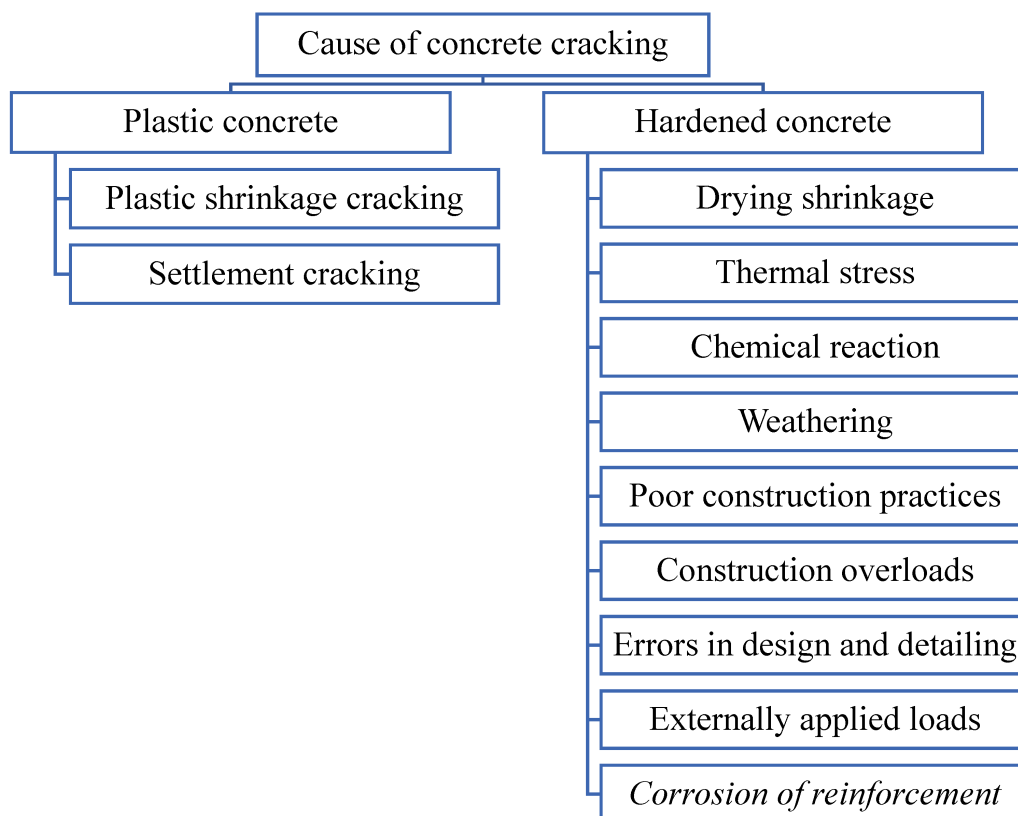 Cause of concrete cracking
Plastic concrete
Plastic shrinkage cracking
Settlement cracking
Hardened concrete
Drying shrinkage
Thermal stress
Chemical reaction
Weathering
Poor construction practices
Construction overloads
Errors in design and detailing
Externally applied loads
Corrosion of reinforcement